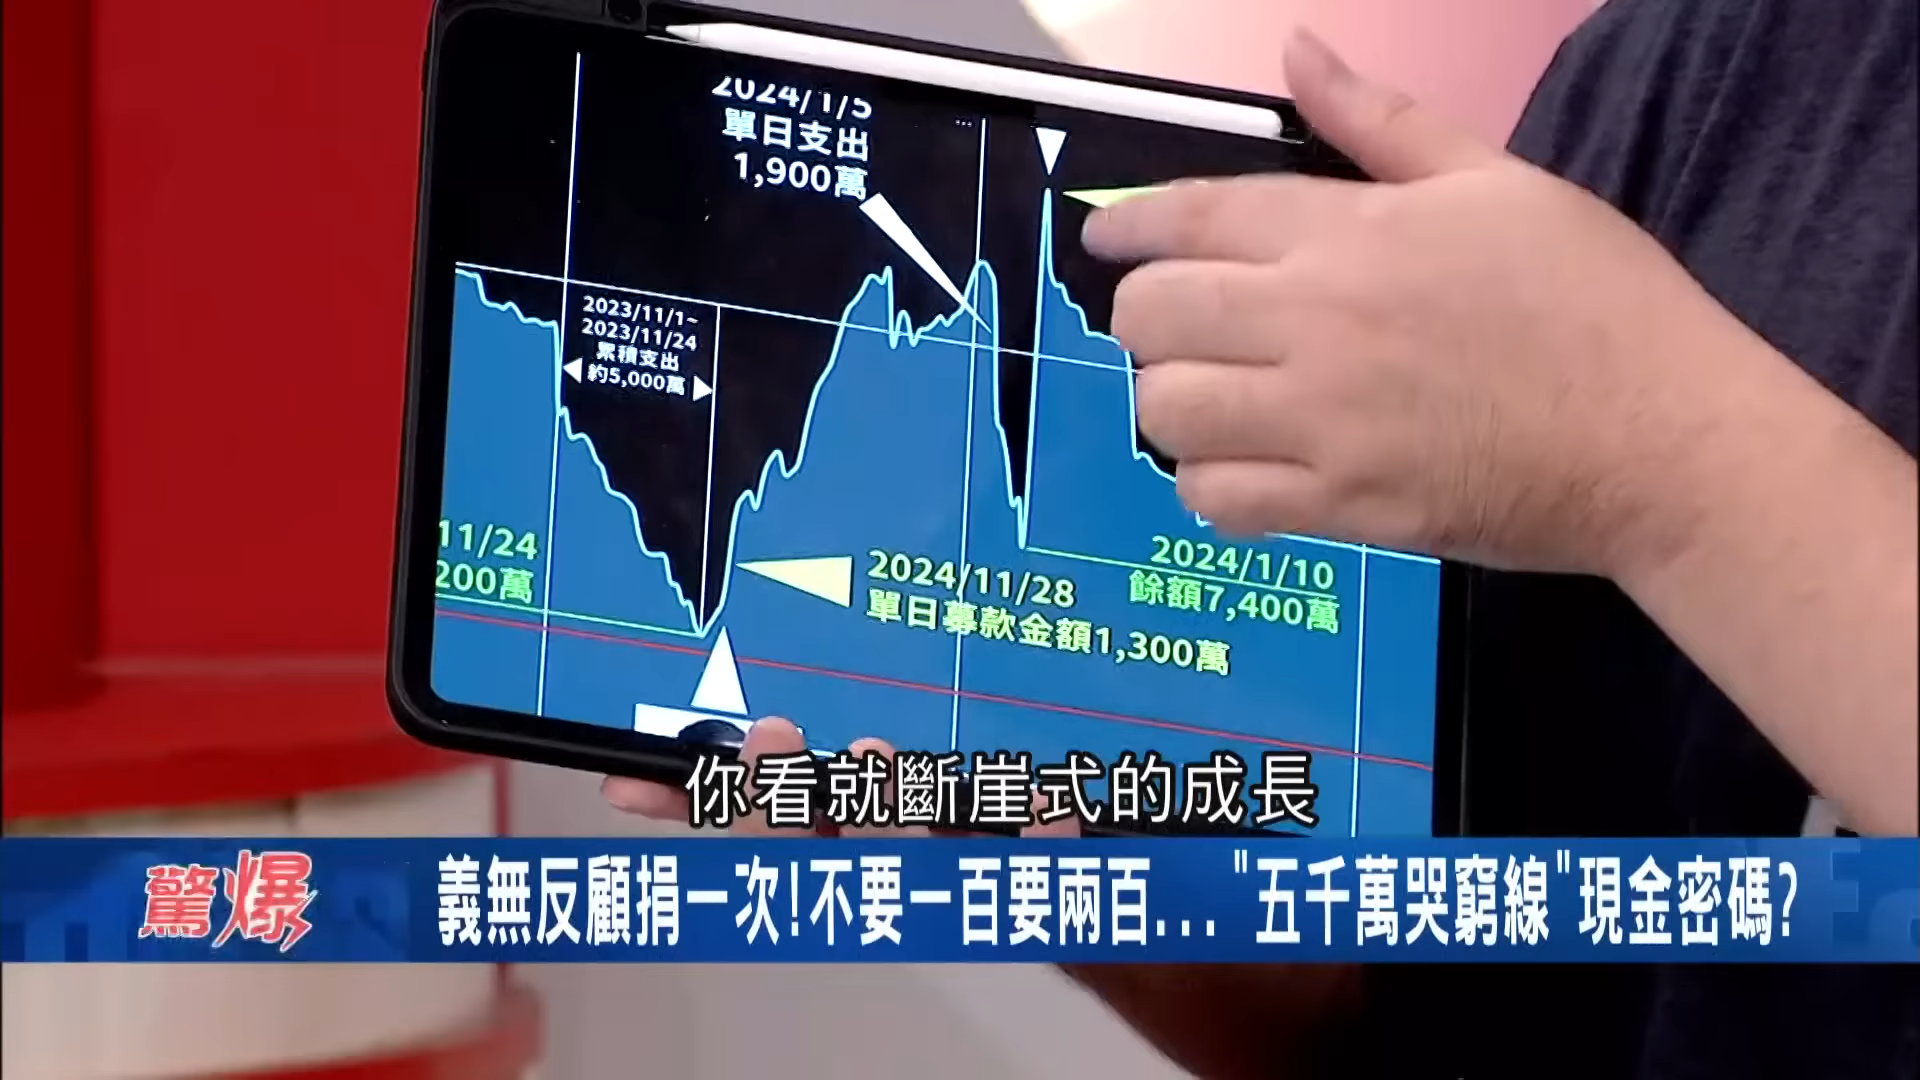 2024/1/5
單日支出
1,900萬
2023/11/1~
2023/11/24
累積支出
約5,000萬
11/24
200萬
2024/11/28
單日募款金額1,300萬
2024/1/10
餘額7,400萬
你看就斷崖式的成長
驚爆
義無反顧捐一次!不要一百要兩百..."五千萬哭窮線"現金密碼?